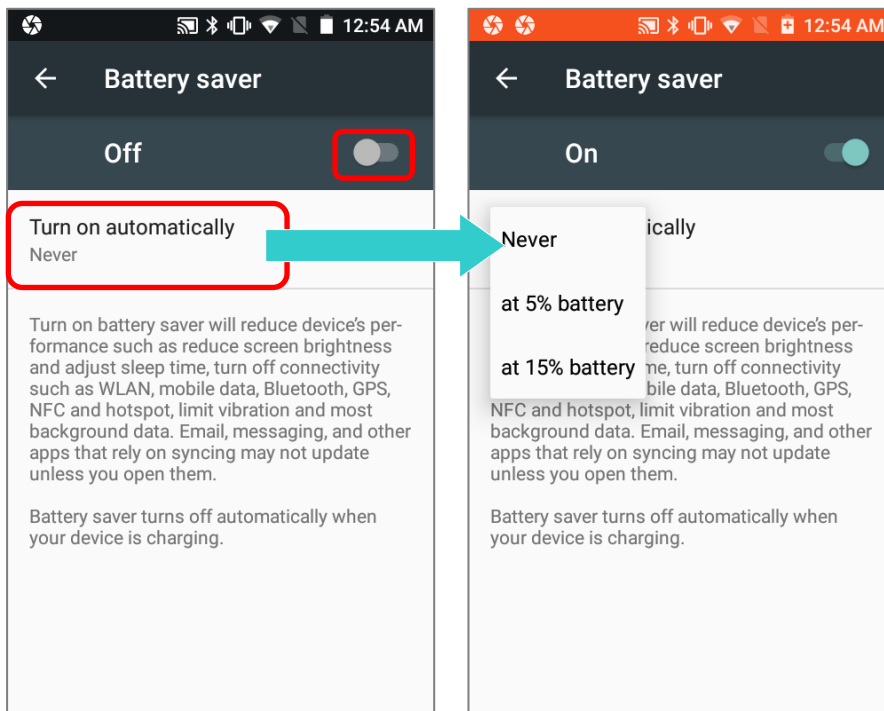 12:54 AM
Battery saver
Off
Turn on automatically
Never
Turn on battery saver will reduce device's per-
formance such as reduce screen brightness
and adjust sleep time, turn off connectivity
such as WLAN, mobile data, Bluetooth, GPS,
NFC and hotspot, limit vibration and most
background data. Email, messaging, and other
apps that rely on syncing may not update
unless you open them.
Battery saver turns off automatically when
your device is charging.
12:54 AM
Battery saver
On
ically
Never
at 5% battery
at 15% battery
ver will reduce device's per-
reduce screen brightness
me, turn off connectivity
bile data, Bluetooth, GPS,
NFC and hotspot, limit vibration and most
background data. Email, messaging, and other
apps that rely on syncing may not update
unless you open them.
Battery saver turns off automatically when
your device is charging.